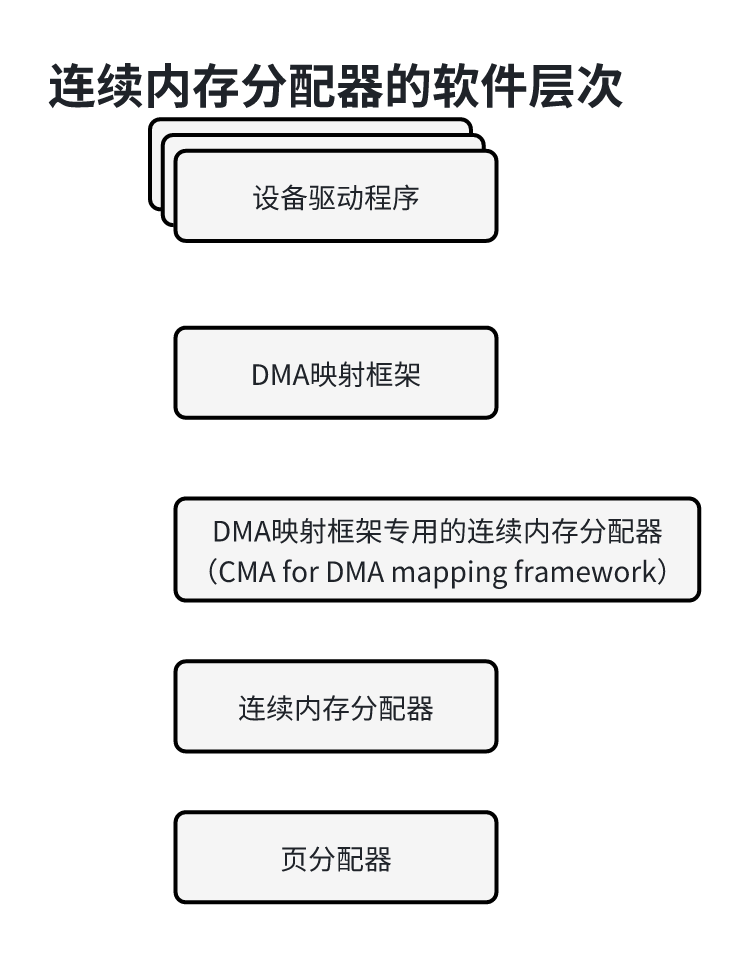 连续内存分配器的软件层次
设备驱动程序
DMA映射框架
DMA映射框架专用的连续内存分配器
（CMA for DMA mapping framework）
连续内存分配器
页分配器